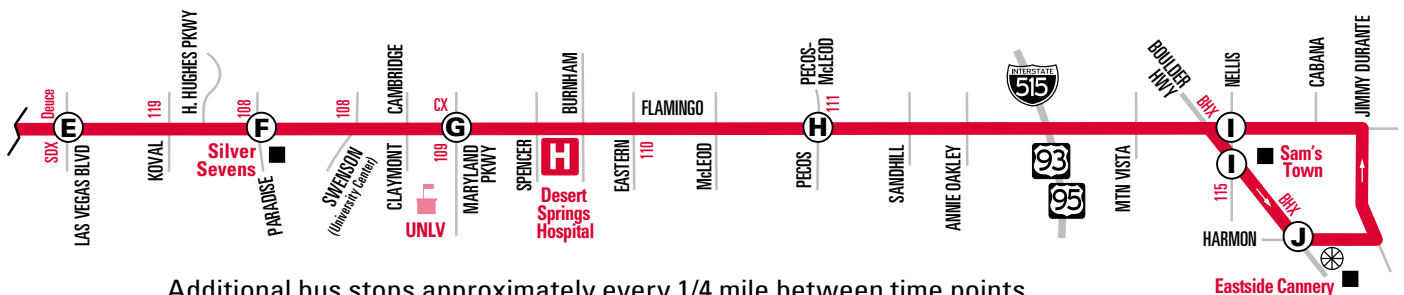 Deuce
SDX
E
LAS VEGAS BLVD
119
KOVAL
H. HUGHES PKWY
108
F
Silver
Sevens
PARADISE
108
SWENSON
(University Center)
CAMBRIDGE
CLAYMONT
UNLV
CX
G
109
MARYLAND
PKWY
SPENCER
BURNHAM
H
Desert
Springs
Hospital
EASTERN
110
FLAMINGO
McLEOD
PECOS-
McLEOD
111
H
PECOS
SANDHILL
ANNIE OAKLEY
INTERSTATE
515
93
95
MTN VISTA
BOULDER
HWY
BHX
NELLIS
I
I
115
Sam's
Town
CABANA
JIMMY DURANTE
BHX
HARMON
J
Eastside Cannery
Additional bus stops approximately every 1/4 mile between time points